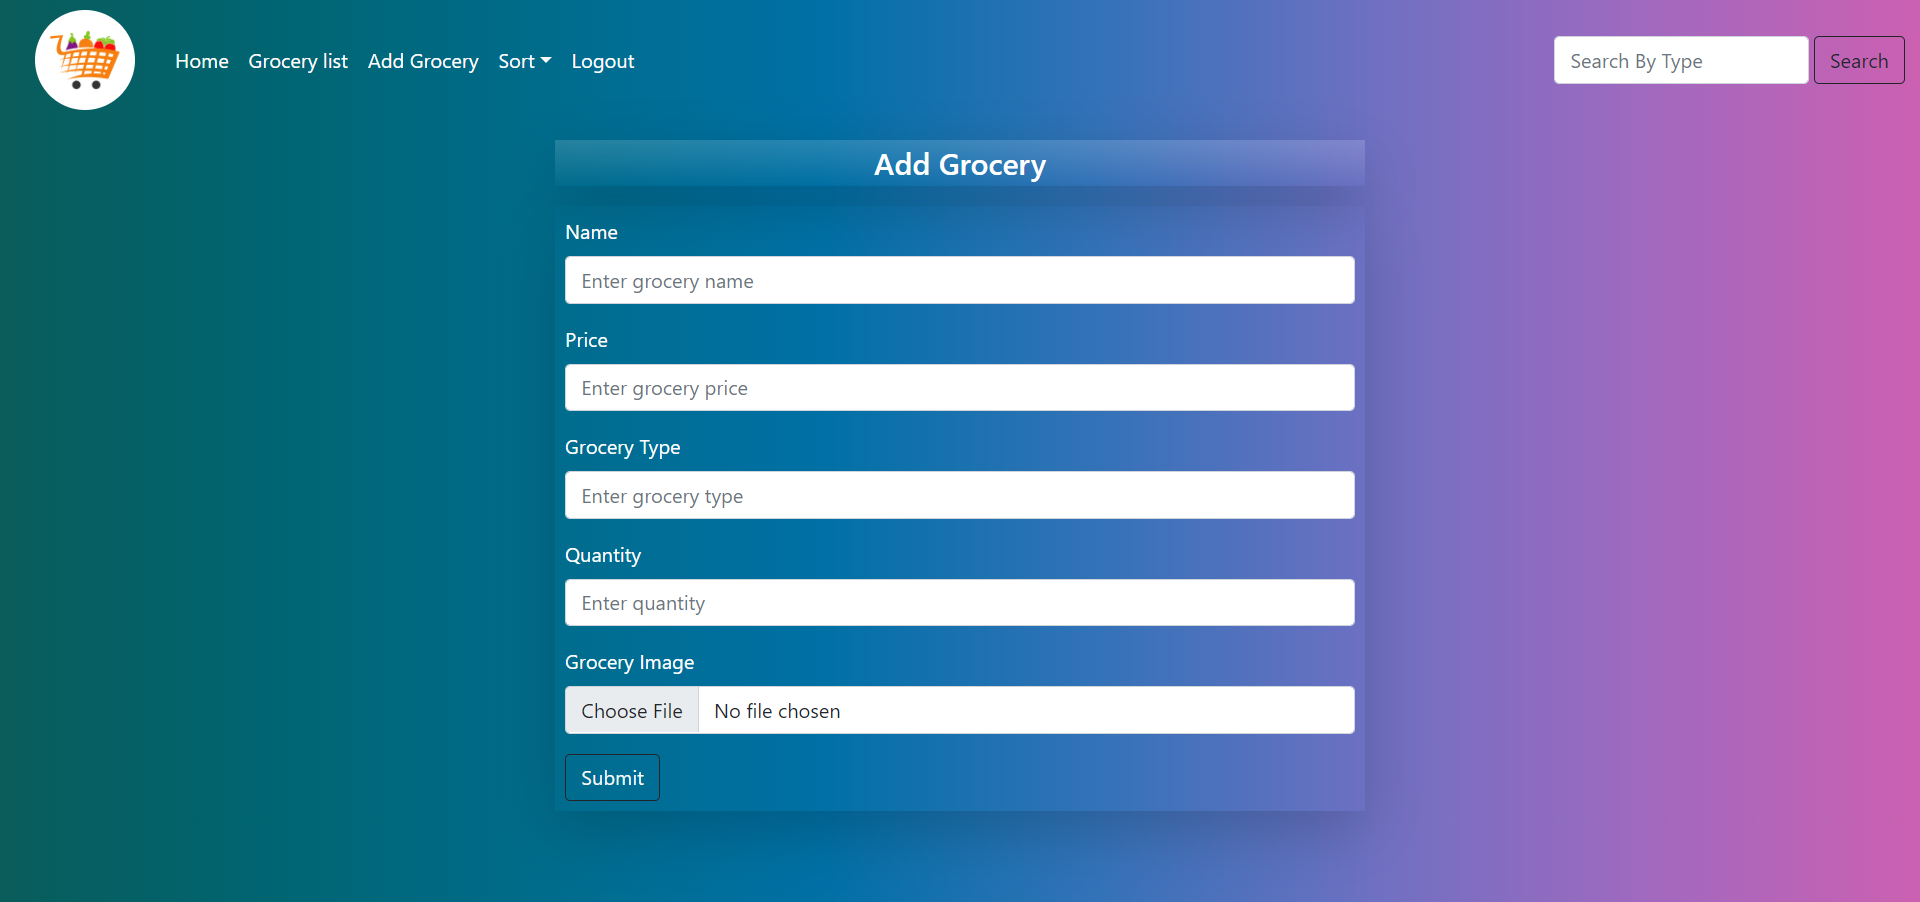 Home Grocery list Add Grocery Sort Logout Search By Type Search
Add Grocery
Name
Enter grocery name
Price
Enter grocery price
Grocery Type
Enter grocery type
Quantity
Enter quantity
Grocery Image
Choose File No file chosen
Submit